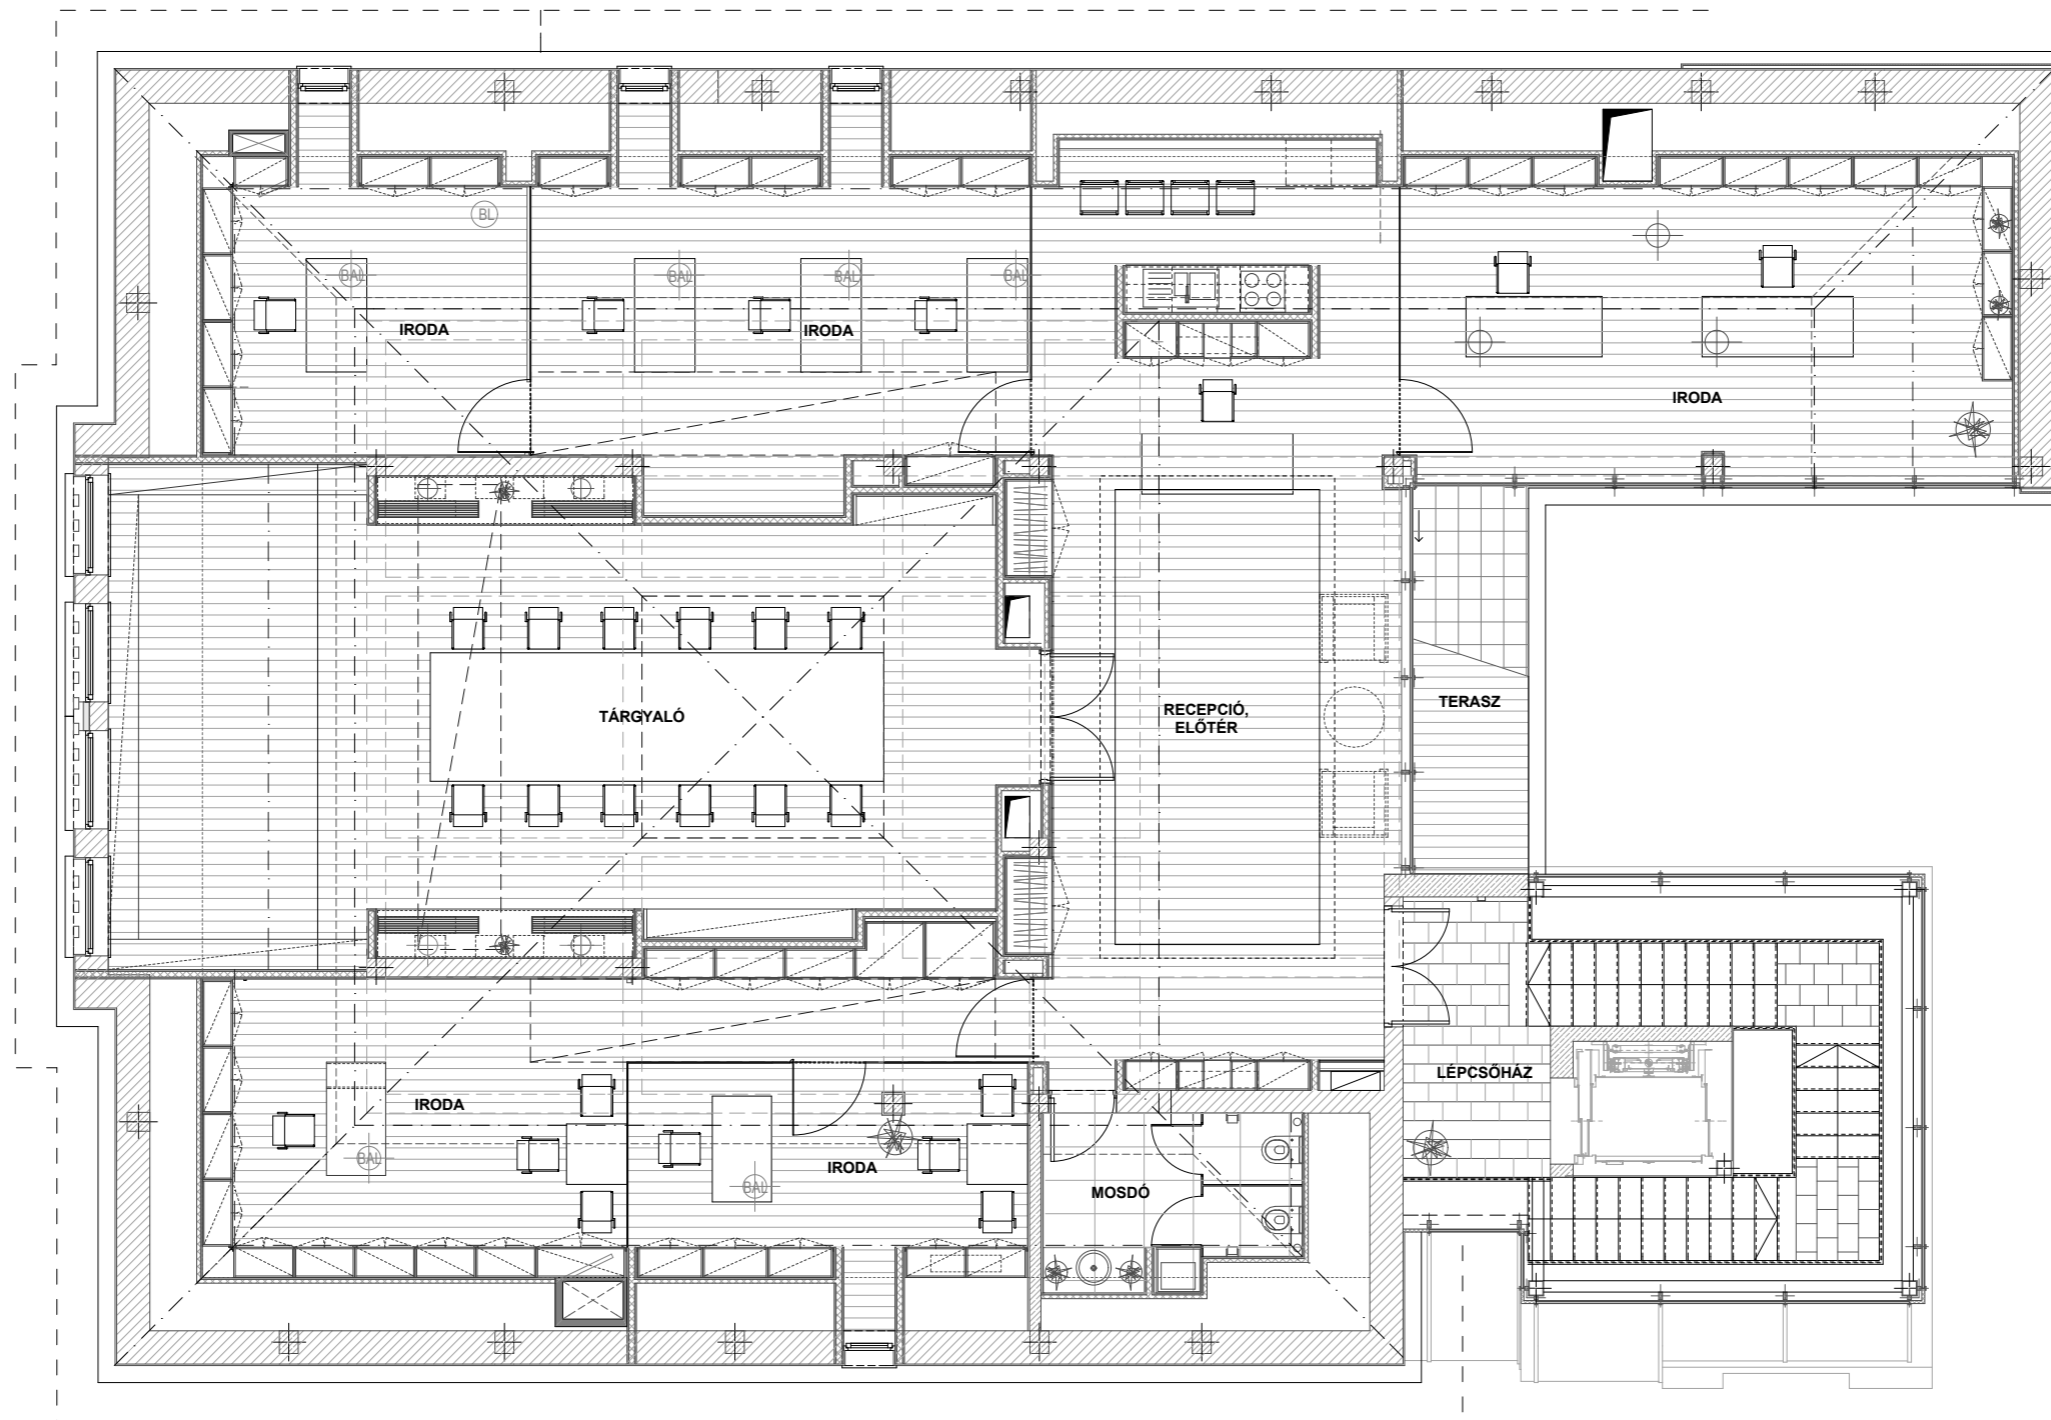 BL
BAL
BAL
BAL
BAL
IRODA
IRODA
IRODA
TÁRGYALÓ
RECEPCIÓ,
ELŐTÉR
TERASZ
LÉPCSŐHÁZ
IRODA
BAL
IRODA
BAL
MOSDÓ